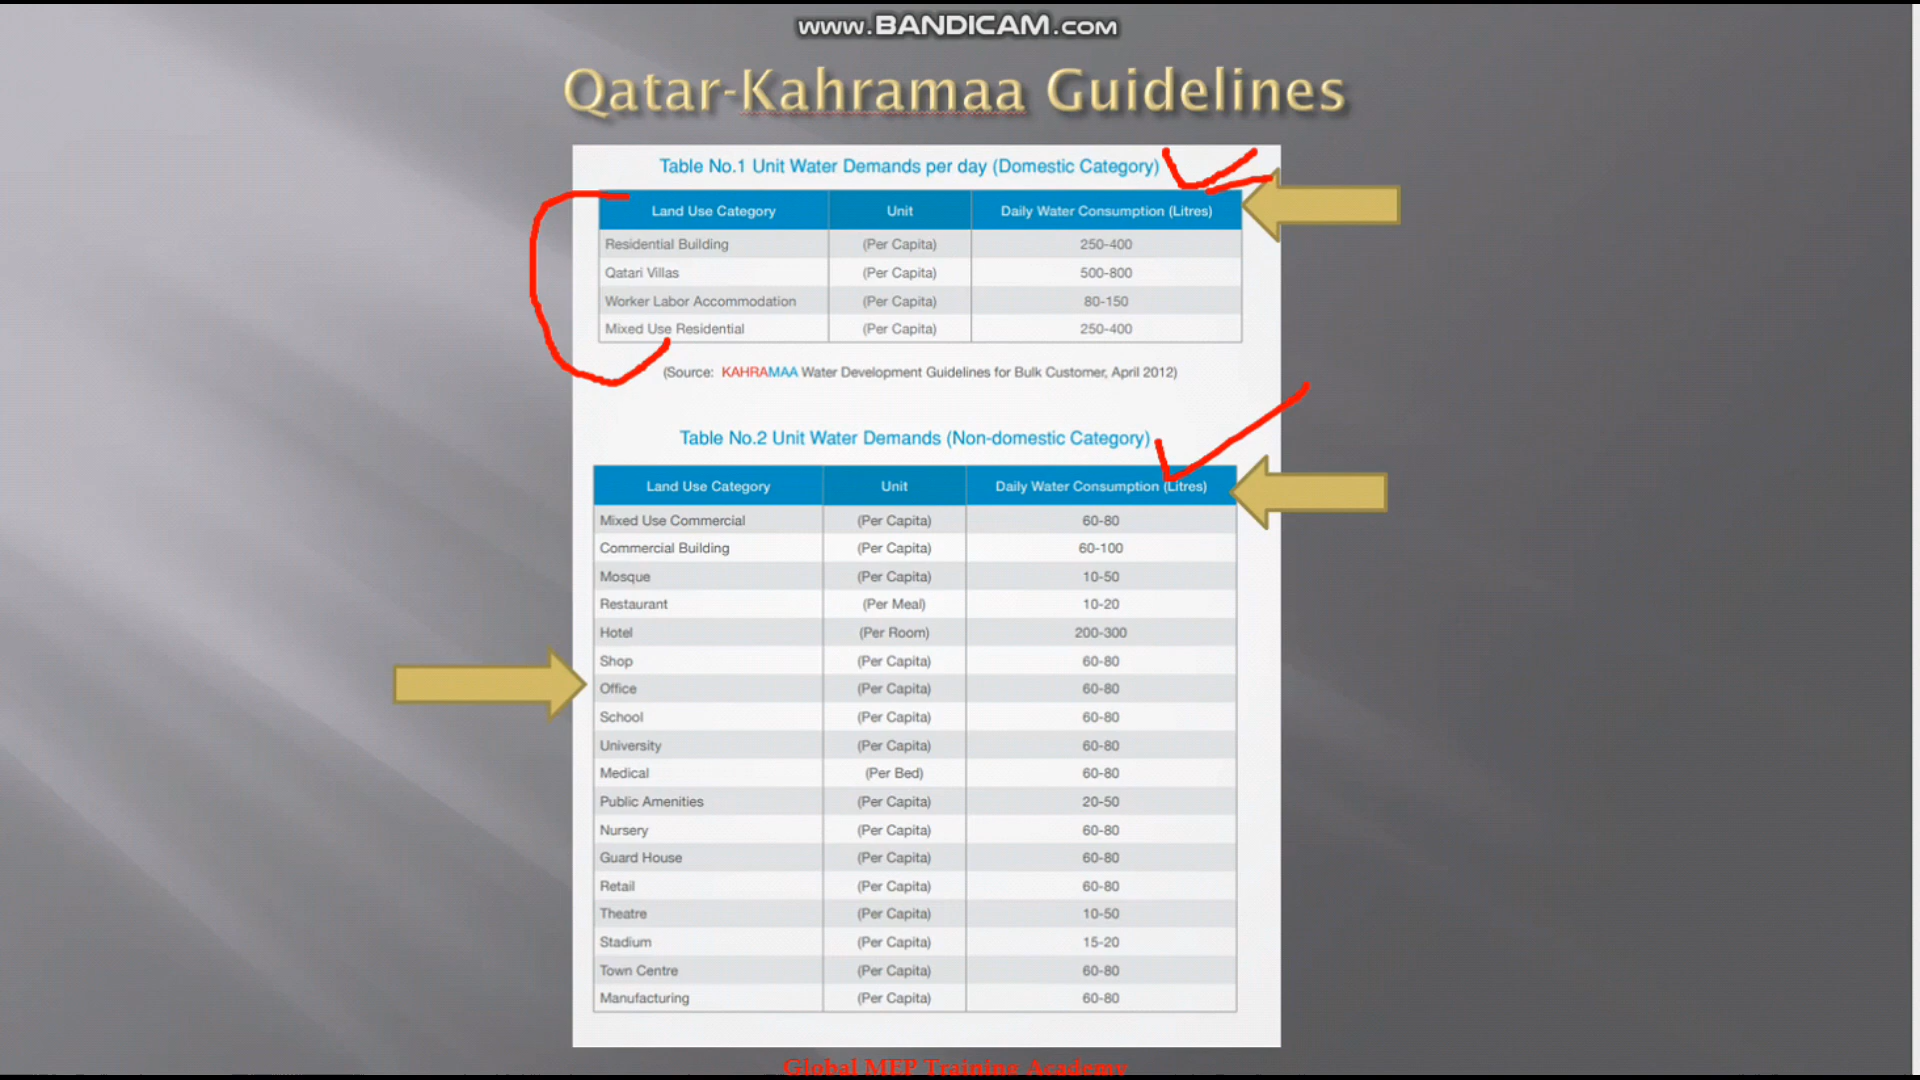 www.BANDICAM.com
Qatar-Kahramaa Guidelines
Table No.1 Unit Water Demands per day (Domestic Category)
Land Use Category Unit Daily Water Consumption (Litres)
Residential Building (Per Capita) 250-400
Qatari Villas (Per Capita) 500-800
Worker Labor Accommodation (Per Capita) 80-150
Mixed Use Residential (Per Capita) 250-400
(Source: KAHRAMAA Water Development Guidelines for Bulk Customer, April 2012)
Table No.2 Unit Water Demands (Non-domestic Category)
Land Use Category Unit Daily Water Consumption (Litres)
Mixed Use Commercial (Per Capita) 60-80
Commercial Building (Per Capita) 60-100
Mosque (Per Capita) 10-50
Restaurant (Per Meal) 10-20
Hotel (Per Room) 200-300
Shop (Per Capita) 60-80
Office (Per Capita) 60-80
School (Per Capita) 60-80
University (Per Capita) 60-80
Medical (Per Bed) 60-80
Public Amenities (Per Capita) 20-50
Nursery (Per Capita) 60-80
Guard House (Per Capita) 60-80
Retail (Per Capita) 60-80
Theatre (Per Capita) 10-50
Stadium (Per Capita) 15-20
Town Centre (Per Capita) 60-80
Manufacturing (Per Capita) 60-80
Global MEP Training Academy